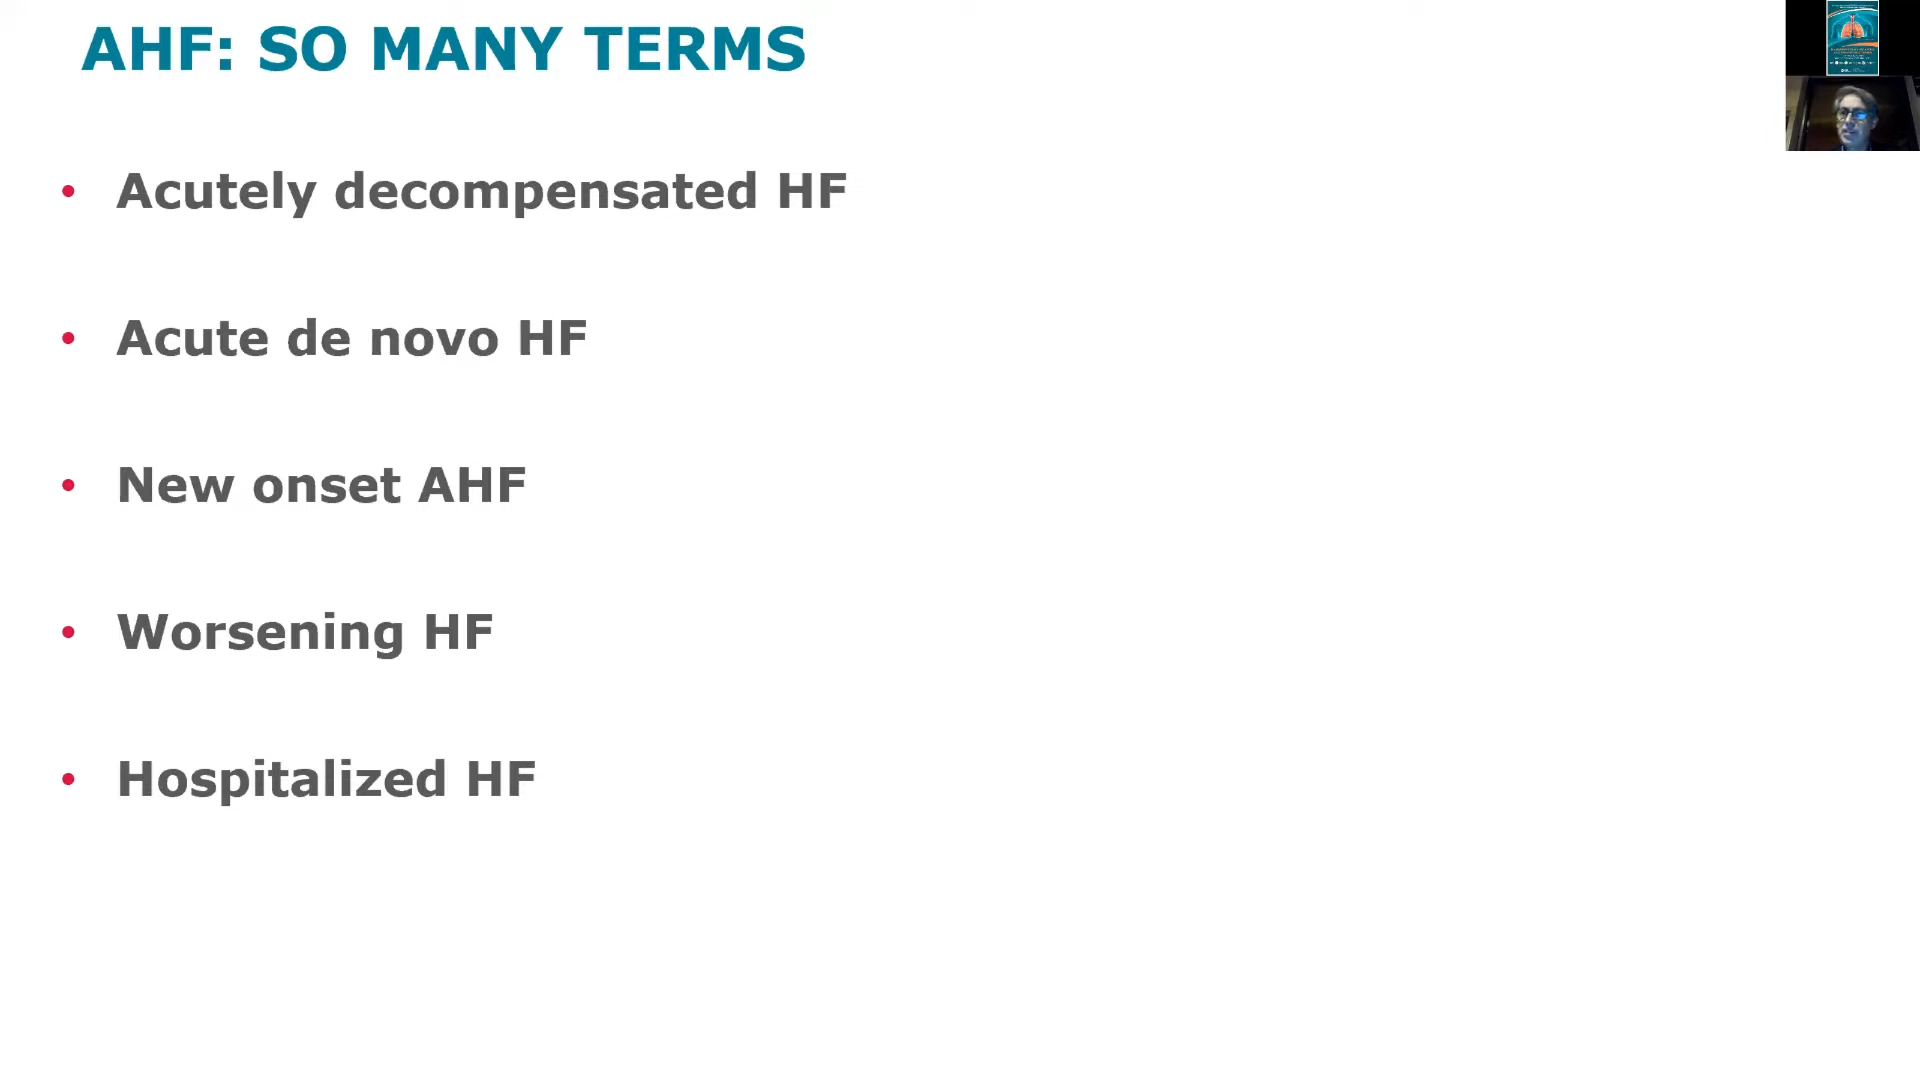 AHF: SO MANY TERMS
• Acutely decompensated HF
• Acute de novo HF
• New onset AHF
• Worsening HF
• Hospitalized HF